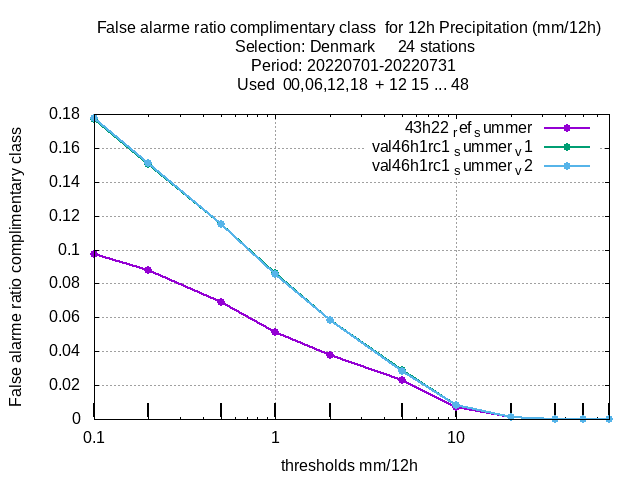 False alarme ratio complimentary class  for 12h Precipitation (mm/12h)
Selection: Denmark     24 stations
Period: 20220701-20220731
Used  00,06,12,18  + 12 15 ... 48
False alarme ratio complimentary class
0.18
0.16
0.14
0.12
0.1
0.08
0.06
0.04
0.02
0
43h22 ref summer
val46h1rc1 summer v1
val46h1rc1 summer v2
0.1
1
10
thresholds mm/12h